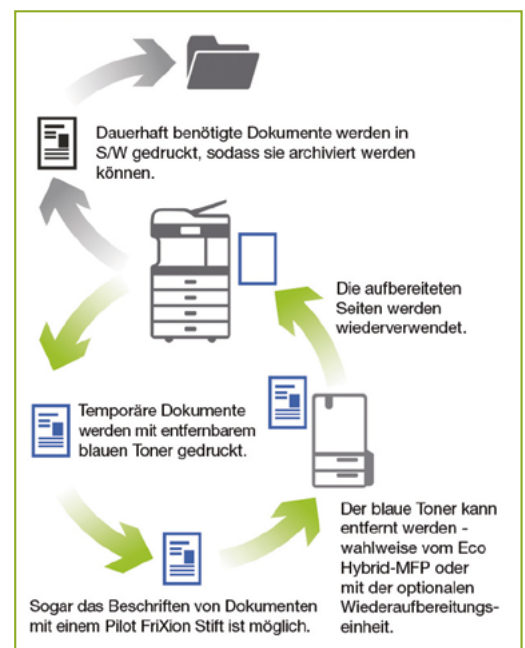 Dauerhaft benötigte Dokumente werden in
S/W gedruckt, sodass sie archiviert werden
können.
Die aufbereiteten
Seiten werden
wiederverwendet.
Temporäre Dokumente
werden mit entfernbarem
blauen Toner gedruckt.
Der blaue Toner kann
entfernt werden -
wahlweise vom Eco
Hybrid-MFP oder
mit der optionalen
Wiederaufbereitungs-
einheit.
Sogar das Beschriften von Dokumenten
mit einem Pilot FriXion Stift ist möglich.